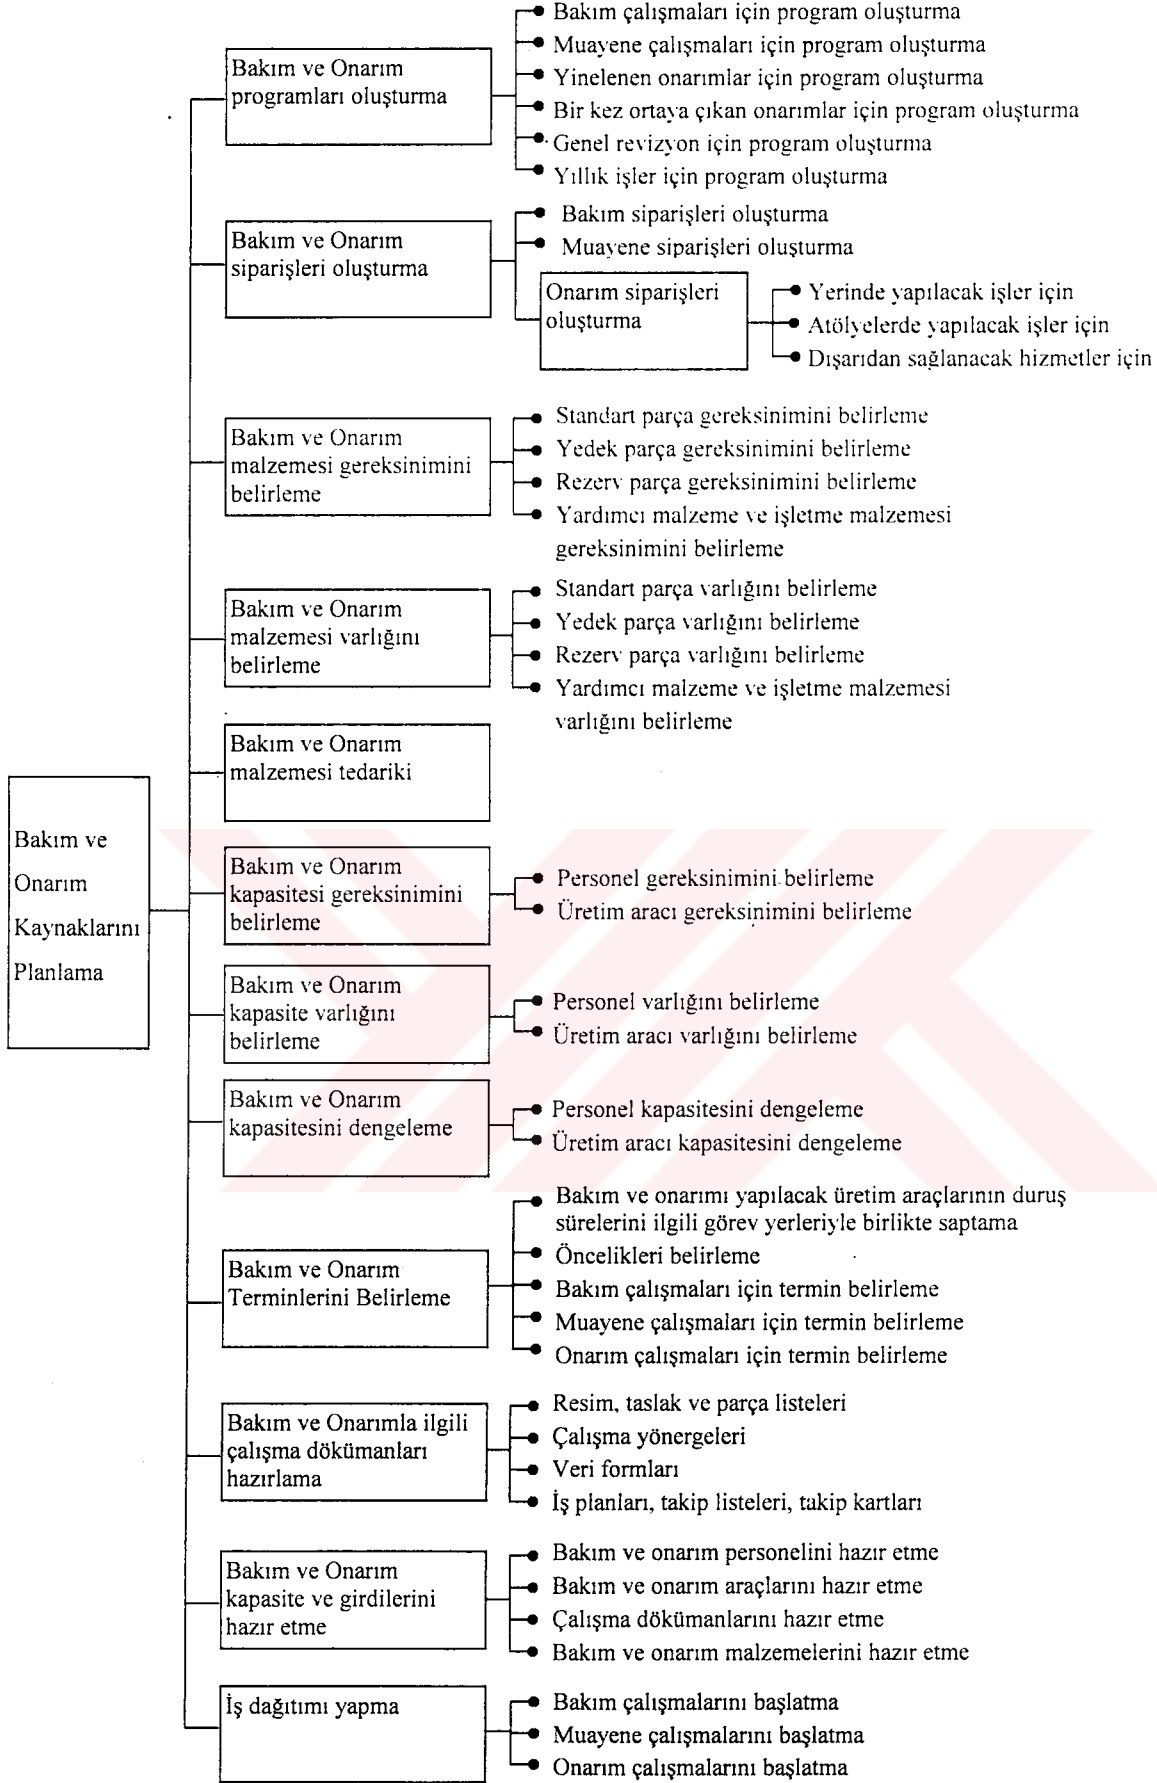 Bakım ve
Onarım
Kaynaklarını
Planlama
Bakım ve Onarım
programları oluşturma
Bakım çalışmaları için program oluşturma
Muayene çalışmaları için program oluşturma
Yinelenen onarımlar için program oluşturma
Bir kez ortaya çıkan onarımlar için program oluşturma
Genel revizyon için program oluşturma
Yıllık işler için program oluşturma
Bakım ve Onarım
siparişleri oluşturma
Bakım siparişleri oluşturma
Muayene siparişleri oluşturma
Onarım siparişleri
oluşturma
Yerinde yapılacak işler için
Atölyelerde yapılacak işler için
Dışarıdan sağlanacak hizmetler için
Bakım ve Onarım
malzemesi gereksinimini
belirleme
Standart parça gereksinimini belirleme
Yedek parça gereksinimini belirleme
Rezerv parça gereksinimini belirleme
Yardımcı malzeme ve işletme malzemesi
gereksinimini belirleme
Bakım ve Onarım
malzemesi varlığını
belirleme
Standart parça varlığını belirleme
Yedek parça varlığını belirleme
Rezerv parça varlığını belirleme
Yardımcı malzeme ve işletme malzemesi
varlığını belirleme
Bakım ve Onarım
malzemesi tedariki
Bakım ve Onarım
kapasitesi gereksinimini
belirleme
Personel gereksinimini belirleme
Üretim aracı gereksinimini belirleme
Bakım ve Onarım
kapasite varlığını
belirleme
Personel varlığını belirleme
Üretim aracı varlığını belirleme
Bakım ve Onarım
kapasitesini dengeleme
Personel kapasitesini dengeleme
Üretim aracı kapasitesini dengeleme
Bakım ve Onarım
Terminlerini Belirleme
Bakım ve onarımı yapılacak üretim araçlarının duruş
sürelerini ilgili görev yerleriyle birlikte saptama
Öncelikleri belirleme
Bakım çalışmaları için termin belirleme
Muayene çalışmaları için termin belirleme
Onarım çalışmaları için termin belirleme
Bakım ve Onarımla ilgili
çalışma dökümanları
hazırlama
Resim, taslak ve parça listeleri
Çalışma yönergeleri
Veri formları
İş planları, takip listeleri, takip kartları
Bakım ve Onarım
kapasite ve girdilerini
hazır etme
Bakım ve onarım personelini hazır etme
Bakım ve onarım araçlarını hazır etme
Çalışma dökümanlarını hazır etme
Bakım ve onarım malzemelerini hazır etme
İş dağıtımı yapma
Bakım çalışmalarını başlatma
Muayene çalışmalarını başlatma
Onarım çalışmalarını başlatma